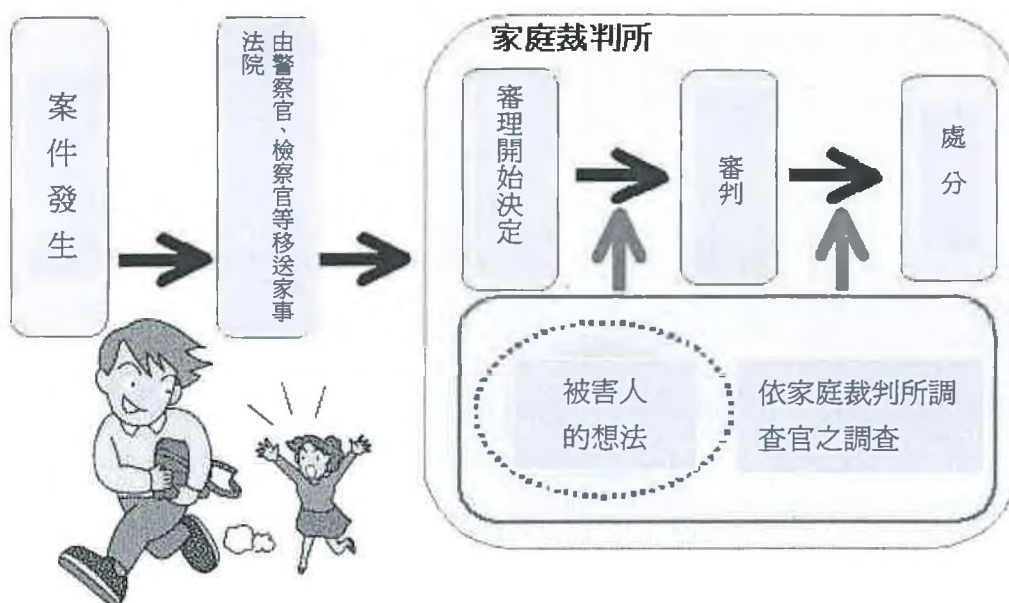 案件發生
由警察官、檢察官等移送家事
法院
家庭裁判所
審理開始決定
審判
處分
被害人
的想法
依家庭裁判所調
查官之調查